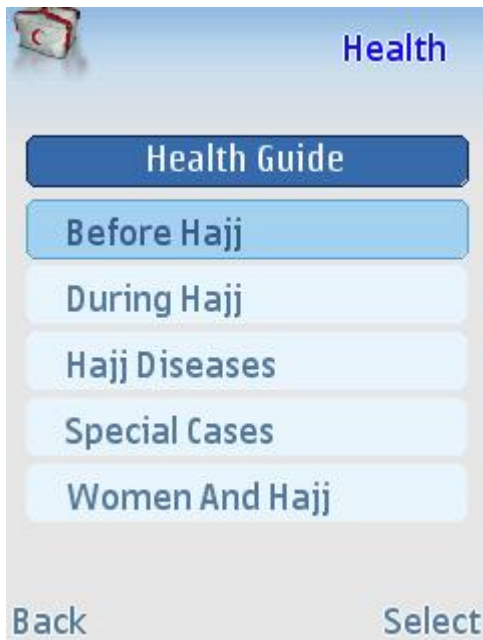 Health
Health Guide
Before Hajj
During Hajj
Hajj Diseases
Special Cases
Women And Hajj
Back Select